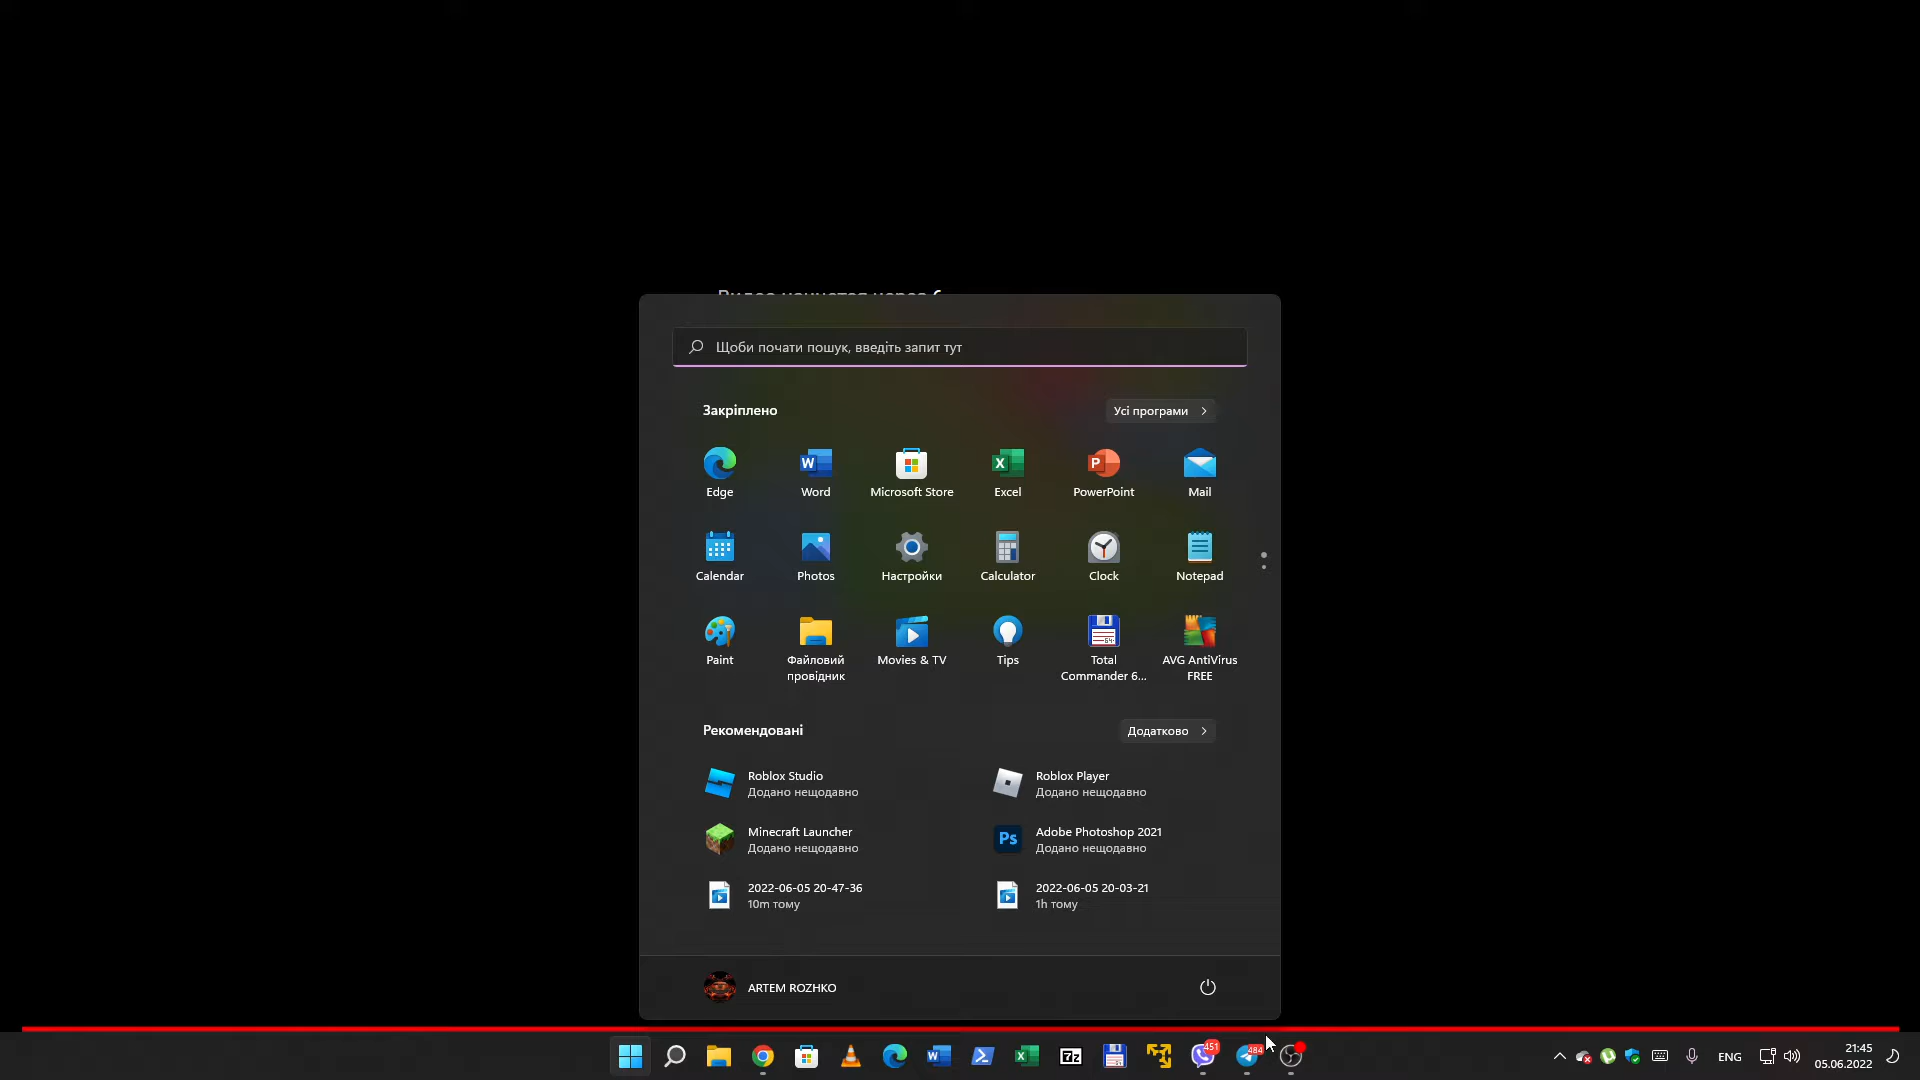 Щоби почати пошук, введіть запит тут
Закріплено
Усі програми
Edge
Word
Microsoft Store
Excel
PowerPoint
Mail
Calendar
Photos
Настройки
Calculator
Clock
Notepad
Paint
Файловий
провідник
Movies & TV
Tips
Total
Commander 6...
AVG AntiVirus
FREE
Рекомендовані
Додатково
Roblox Studio
Додано нещодавно
Roblox Player
Додано нещодавно
Minecraft Launcher
Додано нещодавно
Adobe Photoshop 2021
Додано нещодавно
2022-06-05 20-47-36
10m тому
2022-06-05 20-03-21
1h тому
ARTEM ROZHKO
451
484
ENG
21:45
05.06.2022